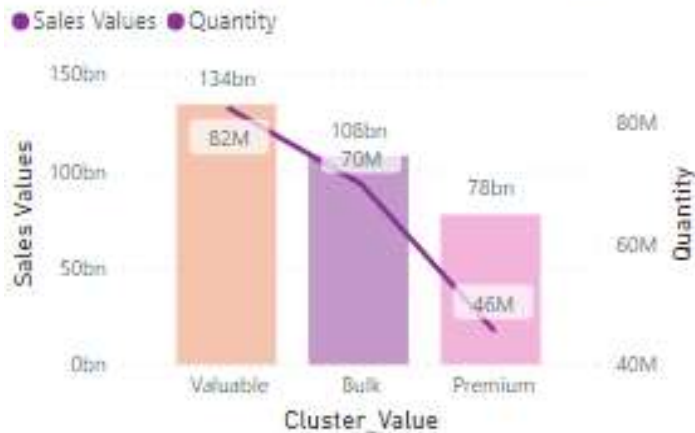 Sales Values Quantity
150bn
134bn
82M
108bn
70M
80M
100bn
78bn
Sales Values
Quantity
60M
50bn
46M
0bn
40M
Valuable Bulk Premium
Cluster_Value